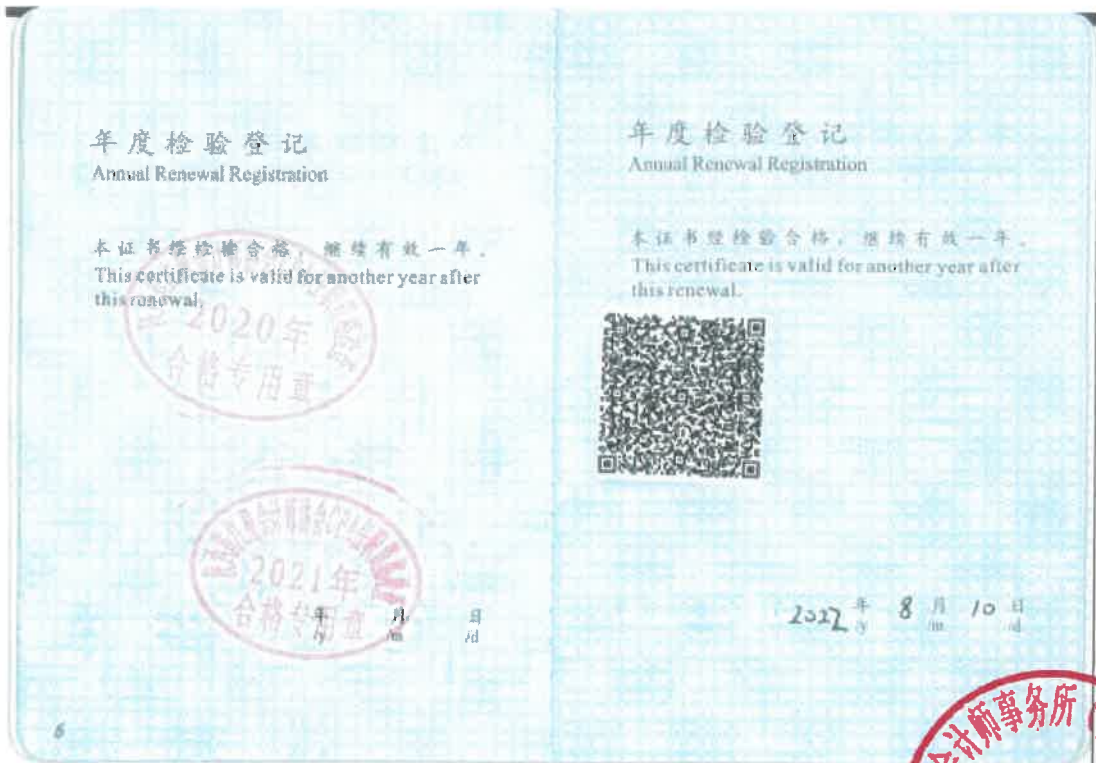 年度检验登记
Annual Renewal Registration
本证书经检验合格，继续有效一年。
This certificate is valid for another year after
this renewal.
2020年
合格专用章
2021年
合格专用章
年 月 日
/y /m /d
6
年度检验登记
Annual Renewal Registration
本证书经检验合格，继续有效一年。
This certificate is valid for another year after
this renewal.
2022年 8月 10日
/y /m /d
会计师事务所